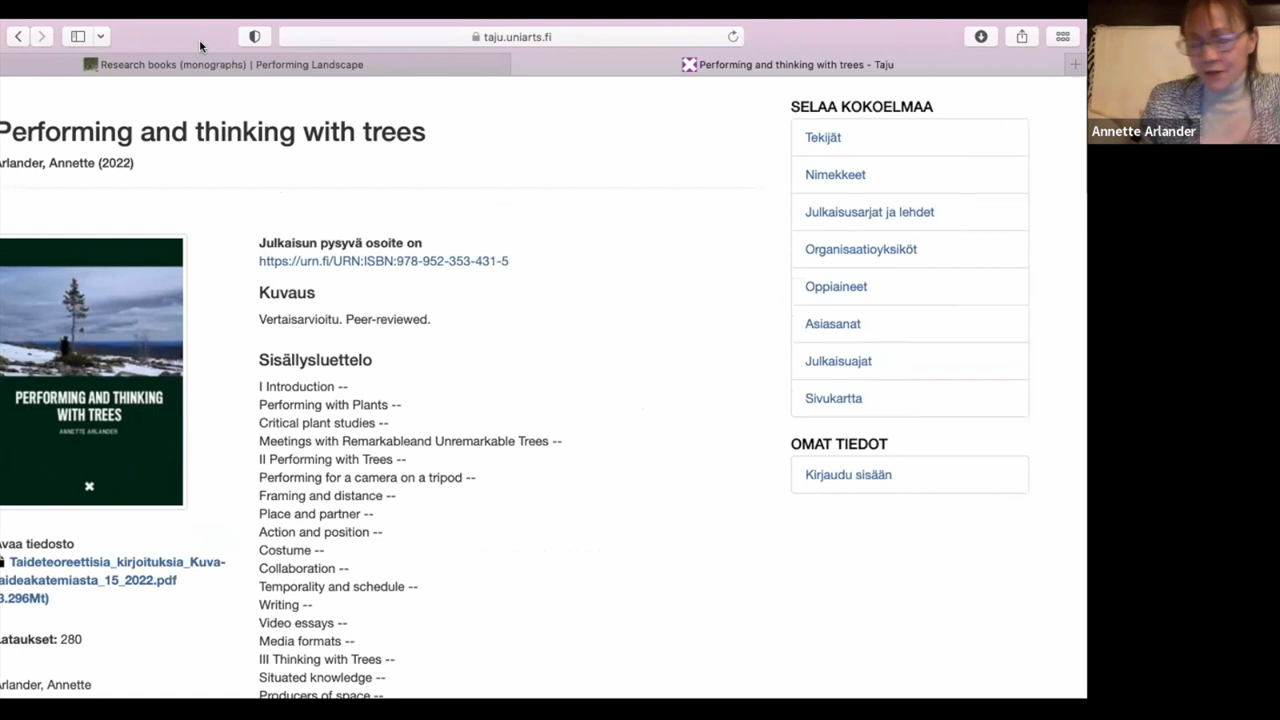 taju.uniarts.fi
Research books (monographs) | Performing Landscape
Performing and thinking with trees - Taju
Annette Arlander
Performing and thinking with trees
rlander, Annette (2022)
PERFORMING AND THINKING
WITH TREES
ANNETTE ARLANDER
Avaa tiedosto
Taideteoreettisia_kirjoituksia_Kuva-
aideakatemiasta_15_2022.pdf
3.296Mt)
ataukset: 280
rlander, Annette
Julkaisun pysyvä osoite on
https://urn.fi/URN:ISBN:978-952-353-431-5
Kuvaus
Vertaisarvioitu. Peer-reviewed.
Sisällysluettelo
I Introduction --
Performing with Plants --
Critical plant studies --
Meetings with Remarkableand Unremarkable Trees --
II Performing with Trees --
Performing for a camera on a tripod --
Framing and distance --
Place and partner --
Action and position --
Costume --
Collaboration --
Temporality and schedule --
Writing --
Video essays --
Media formats --
III Thinking with Trees --
Situated knowledge --
Producers of space --
SELAA KOKOELMAA
Tekijät
Nimekkeet
Julkaisusarjat ja lehdet
Organisaatioyksiköt
Oppiaineet
Asiasanat
Julkaisuajat
Sivukartta
OMAT TIEDOT
Kirjaudu sisään